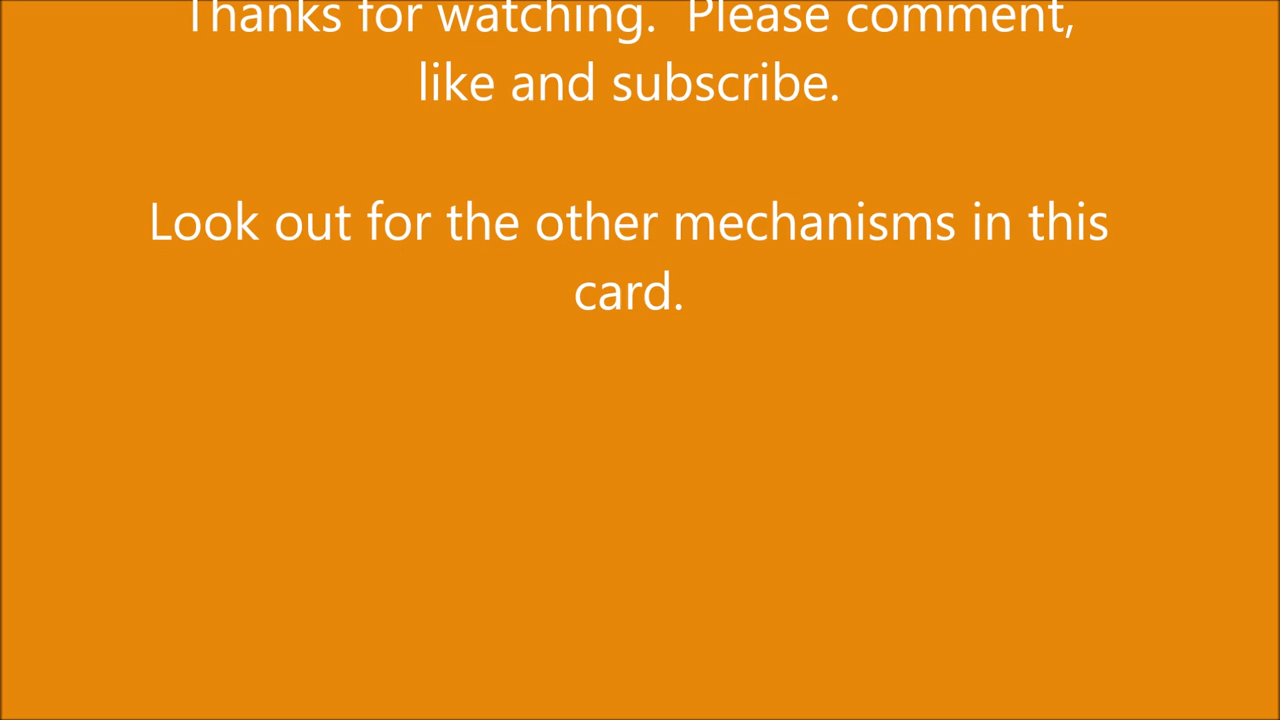 Thanks for watching.  Please comment,
like and subscribe.
Look out for the other mechanisms in this
card.